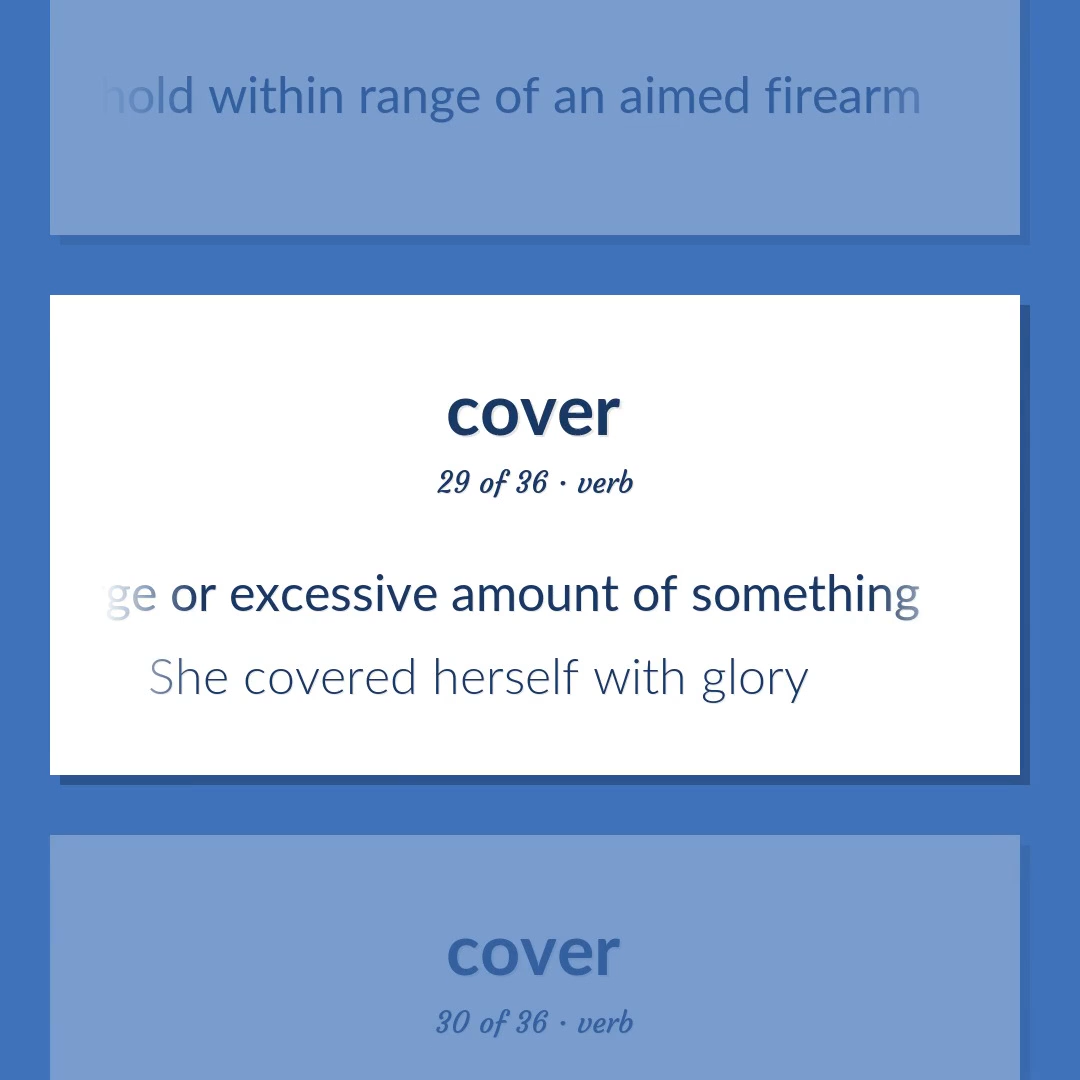 hold within range of an aimed firearm
cover
29 of 36 · verb
or excessive amount of something
She covered herself with glory
cover
30 of 36 · verb